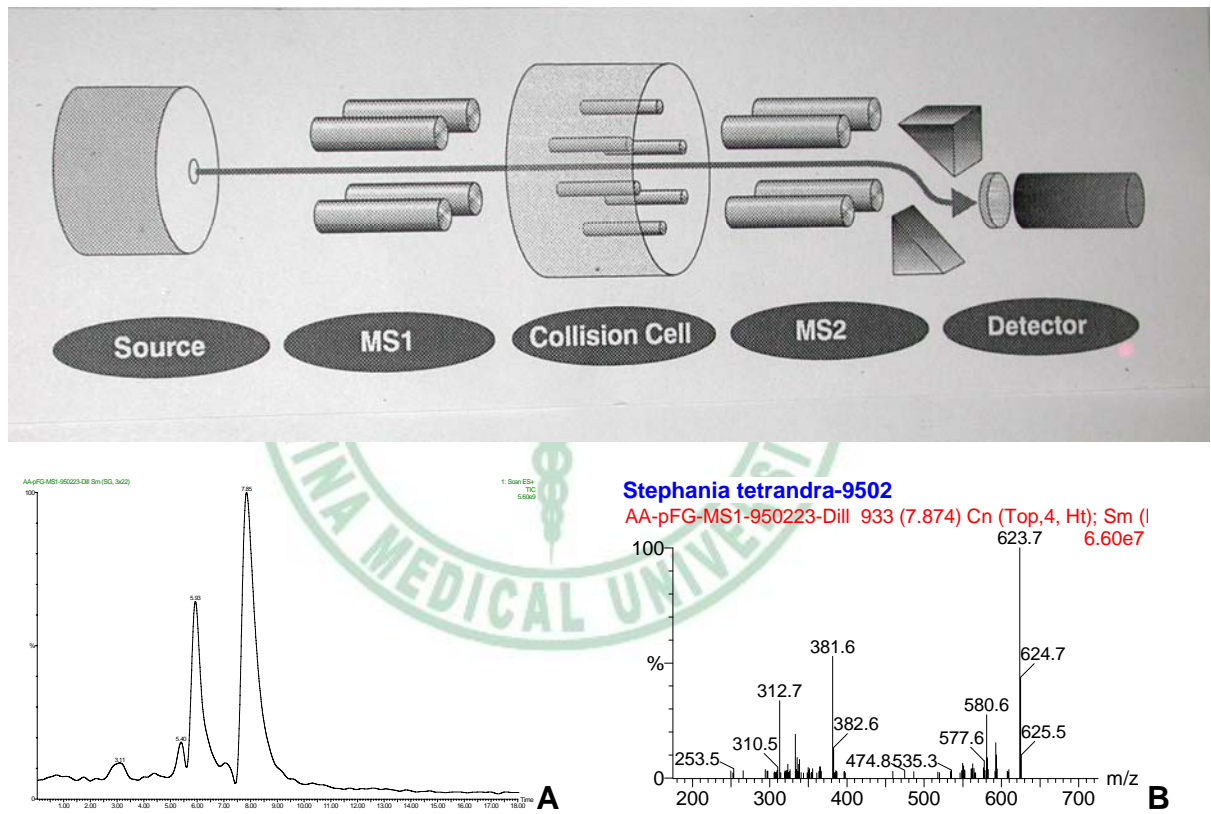 Source MS1 Collision Cell MS2 Detector
INA MEDICAL UNIVERSI
AA-pFG-MS1-950223-Dill Sm (SG, 3x22)
1: Scan ES+
TIC
5.60e9
100
7.85
5.93
%
5.40
3.11
0
1.00 2.00 3.00 4.00 5.00 6.00 7.00 8.00 9.00 10.00 11.00 12.00 13.00 14.00 15.00 16.00 17.00 18.00
Time
A
Stephania tetrandra-9502
AA-pFG-MS1-950223-Dill 933 (7.874) Cn (Top,4, Ht); Sm (
6.60e7
100
623.7
624.7
625.5
381.6
%
312.7
382.6
580.6
577.6
253.5
310.5
474.8
535.3
0
200 300 400 500 600 700
m/z
B